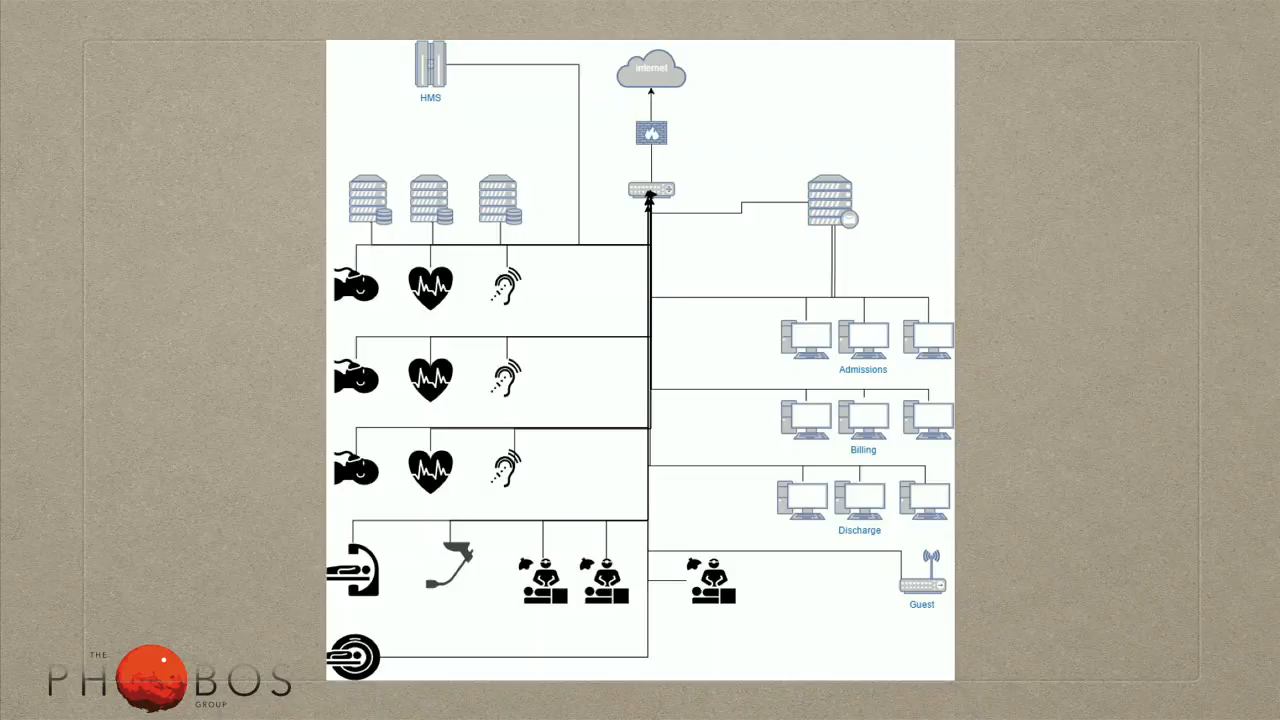 HMS
internet
Admissions
Billing
Discharge
Guest
THE
PHOBOS
GROUP